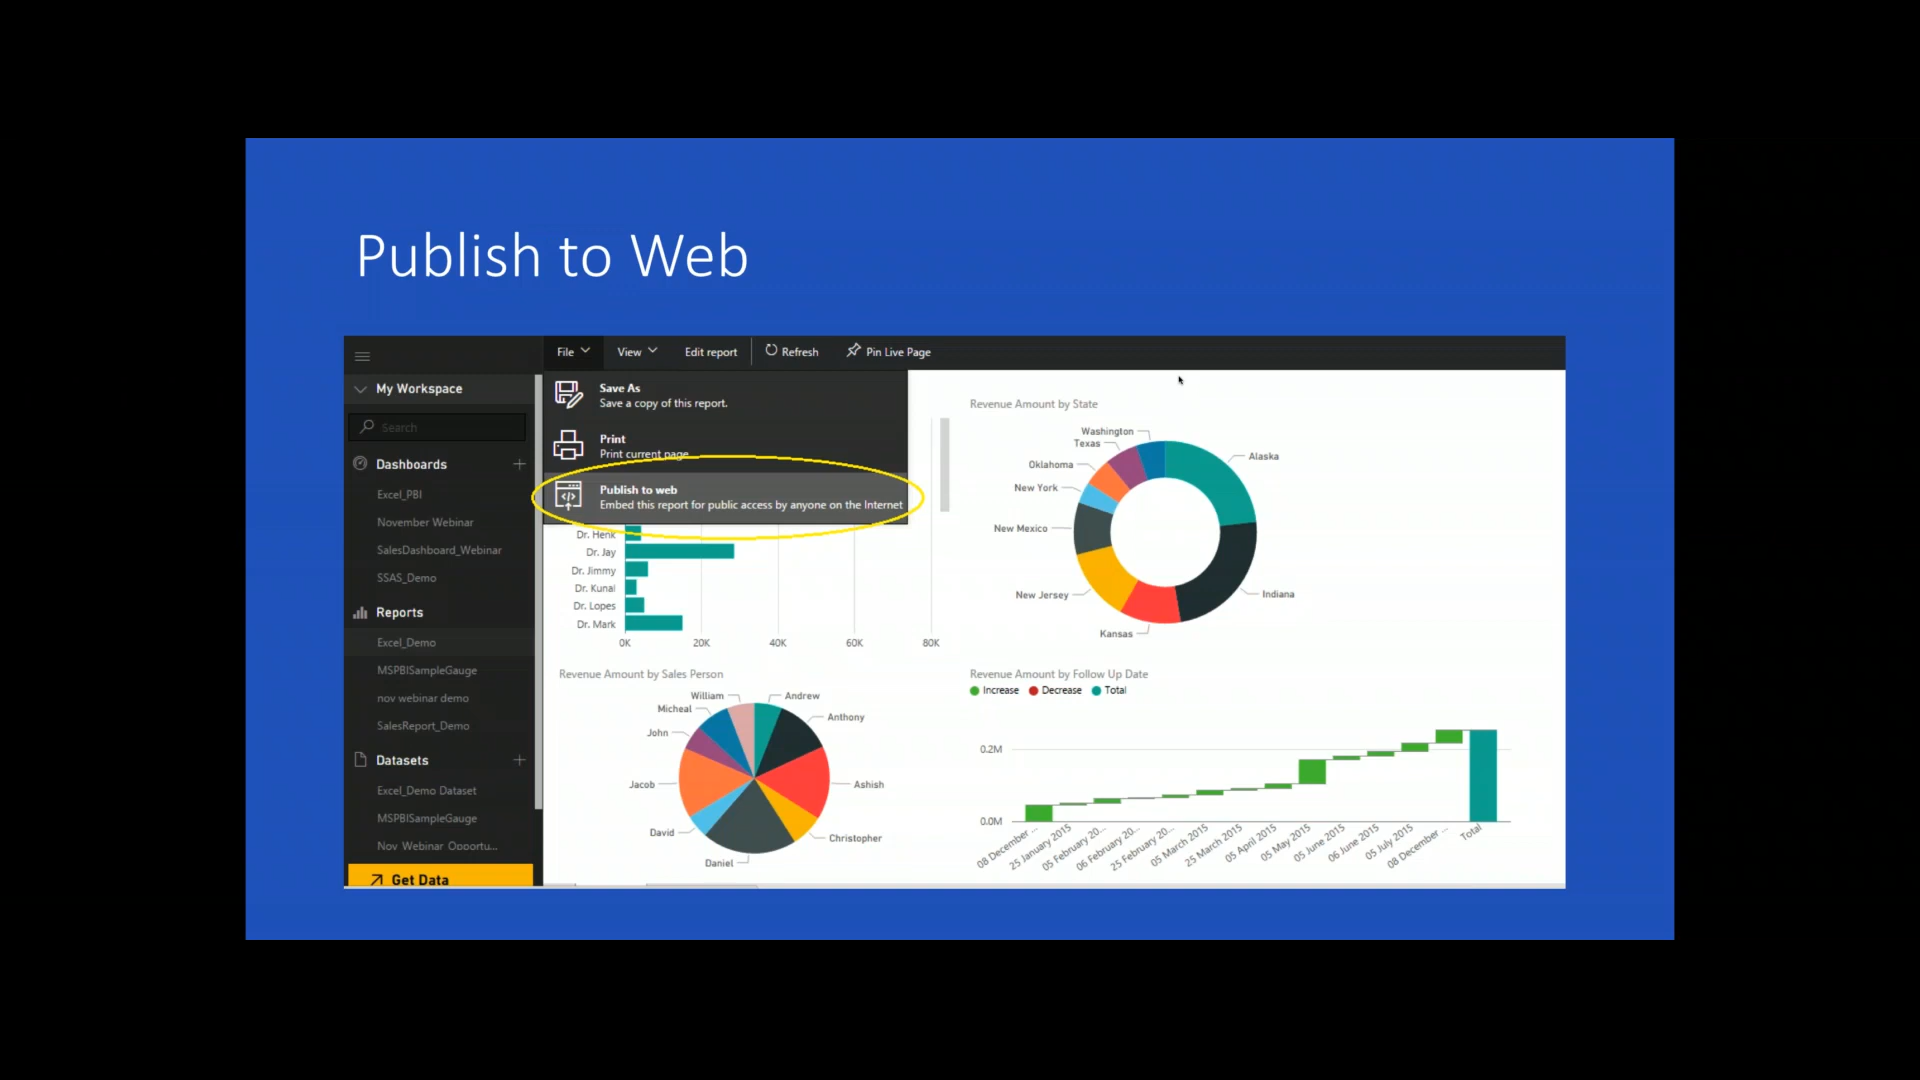 Publish to Web
File
View
Edit report
Refresh
Pin Live Page
My Workspace
Search
Dashboards
Excel_PBI
November Webinar
SalesDashboard_Webinar
SSAS_Demo
Reports
Excel_Demo
MSPBISampleGauge
nov webinar demo
SalesReport_Demo
Datasets
Excel_Demo Dataset
MSPBISampleGauge
Nov Webinar Opportu...
Get Data
Save As
Save a copy of this report.
Print
Print current page
Publish to web
Embed this report for public access by anyone on the Internet
Dr. Henk
Dr. Jay
Dr. Jimmy
Dr. Kunal
Dr. Lopes
Dr. Mark
0K 20K 40K 60K 80K
Revenue Amount by State
Washington
Texas
Oklahoma
New York
New Mexico
New Jersey
Kansas
Alaska
Indiana
Revenue Amount by Sales Person
William
Micheal
John
Jacob
David
Daniel
Andrew
Anthony
Ashish
Christopher
Revenue Amount by Follow Up Date
Increase Decrease Total
0.2M
0.0M
08 December ...
25 January 2015
05 February 20...
06 February 20...
25 February 20...
05 March 2015
25 March 2015
05 April 2015
05 May 2015
05 June 2015
06 June 2015
05 July 2015
08 December ...
Total